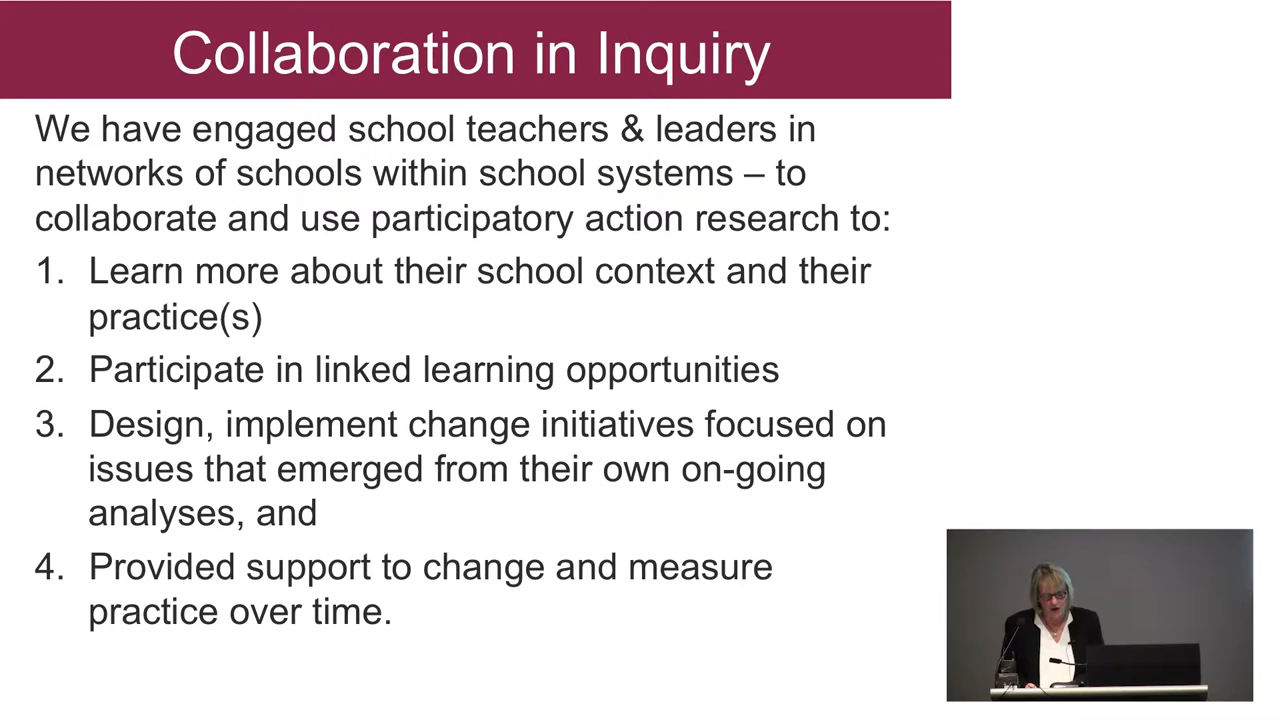 Collaboration in Inquiry
We have engaged school teachers & leaders in
networks of schools within school systems – to
collaborate and use participatory action research to:
1. Learn more about their school context and their
practice(s)
2. Participate in linked learning opportunities
3. Design, implement change initiatives focused on
issues that emerged from their own on-going
analyses, and
4. Provided support to change and measure
practice over time.